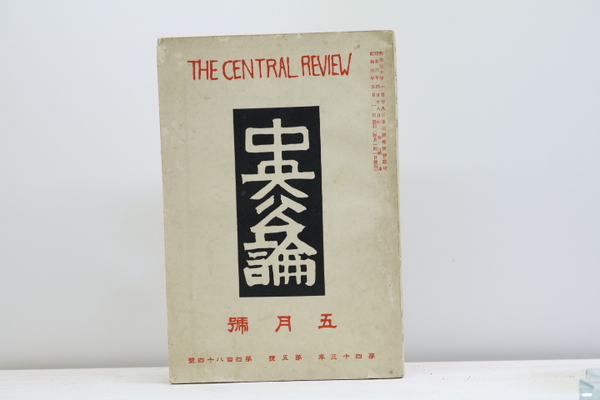 THE CENTRAL REVIEW
中央公論
五月號
第四十三年 第五號 第四百八十四號